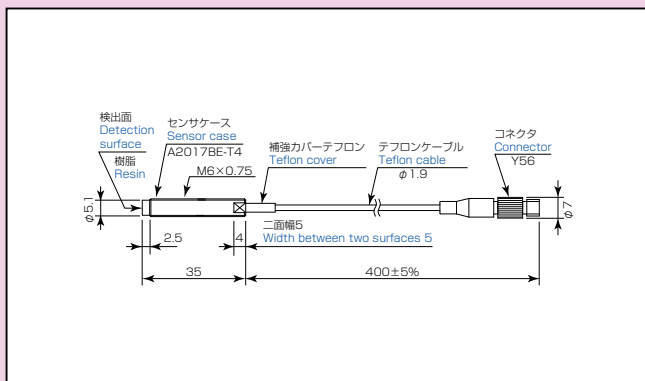 検出面
Detection
surface
樹脂
Resin
センサケース
Sensor case
A2017BE-T4
M6×0.75
補強カバーテフロン
Teflon cover
テフロンケーブル
Teflon cable
φ1.9
コネクタ
Connector
Y56
φ5.1
φ7
2.5
4
二面幅5
Width between two surfaces 5
35
400±5%